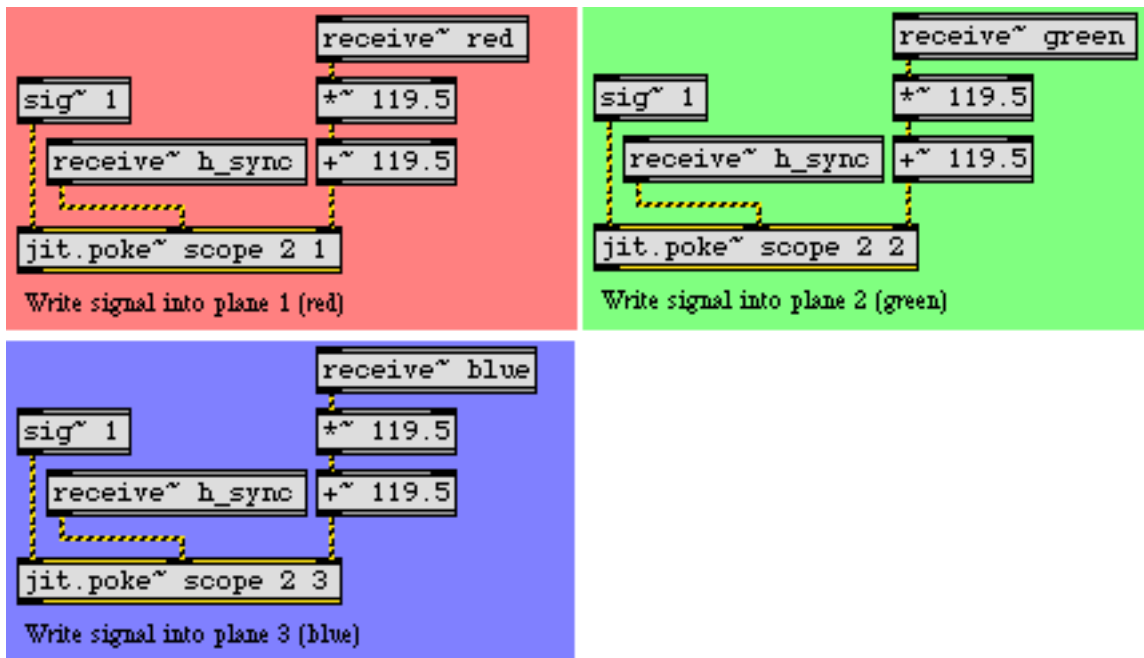 receive~ red
sig~ 1
*~ 119.5
receive~ h_sync
+~ 119.5
jit.poke~ scope 2 1
Write signal into plane 1 (red)
receive~ green
sig~ 1
*~ 119.5
receive~ h_sync
+~ 119.5
jit.poke~ scope 2 2
Write signal into plane 2 (green)
receive~ blue
sig~ 1
*~ 119.5
receive~ h_sync
+~ 119.5
jit.poke~ scope 2 3
Write signal into plane 3 (blue)